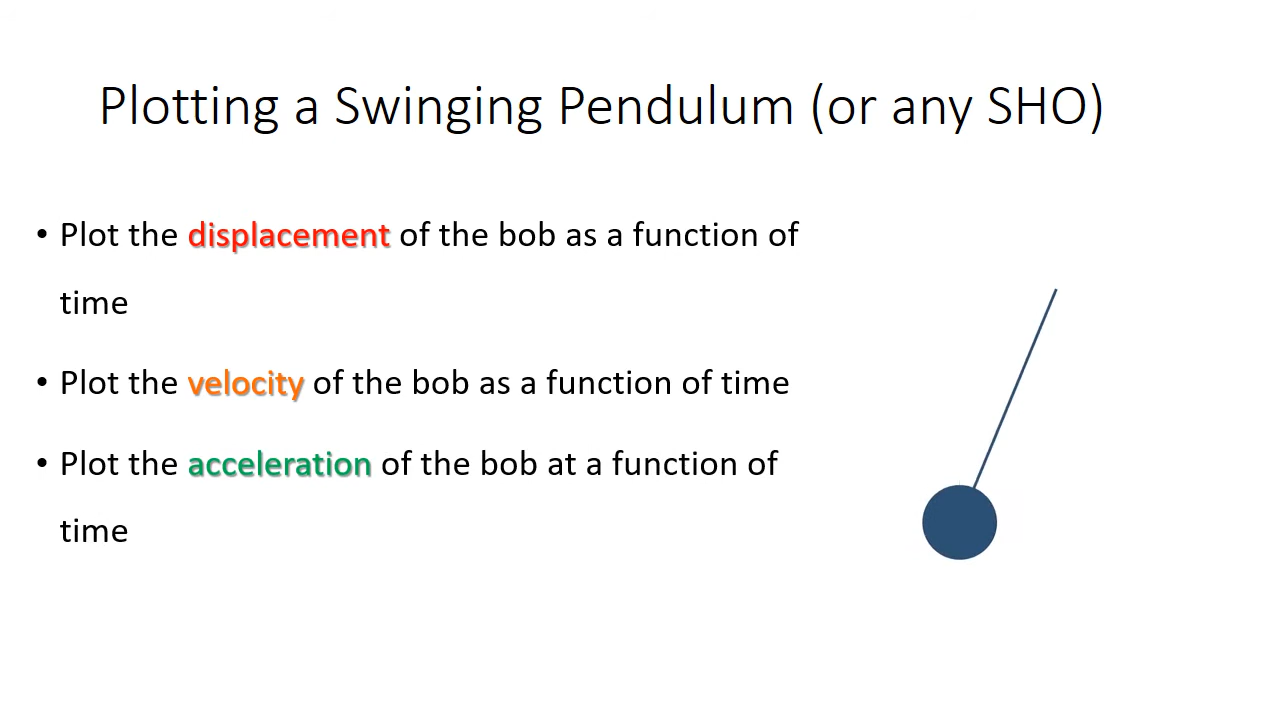 Plotting a Swinging Pendulum (or any SHO)
• Plot the displacement of the bob as a function of
time
• Plot the velocity of the bob as a function of time
• Plot the acceleration of the bob at a function of
time